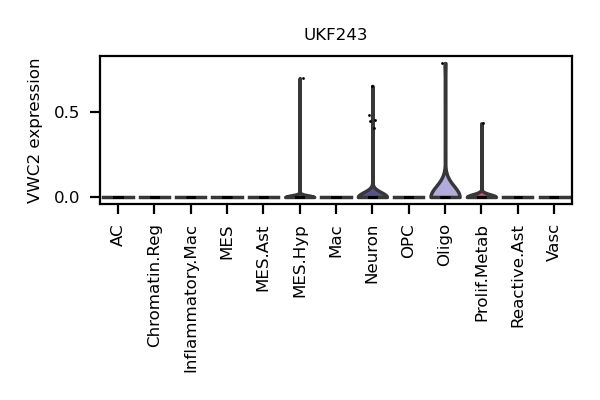 UKF243
VWC2 expression
0.5
0.0
AC
Chromatin.Reg
Inflammatory.Mac
MES
MES.Ast
MES.Hyp
Mac
Neuron
OPC
Oligo
Prolif.Metab
Reactive.Ast
Vasc